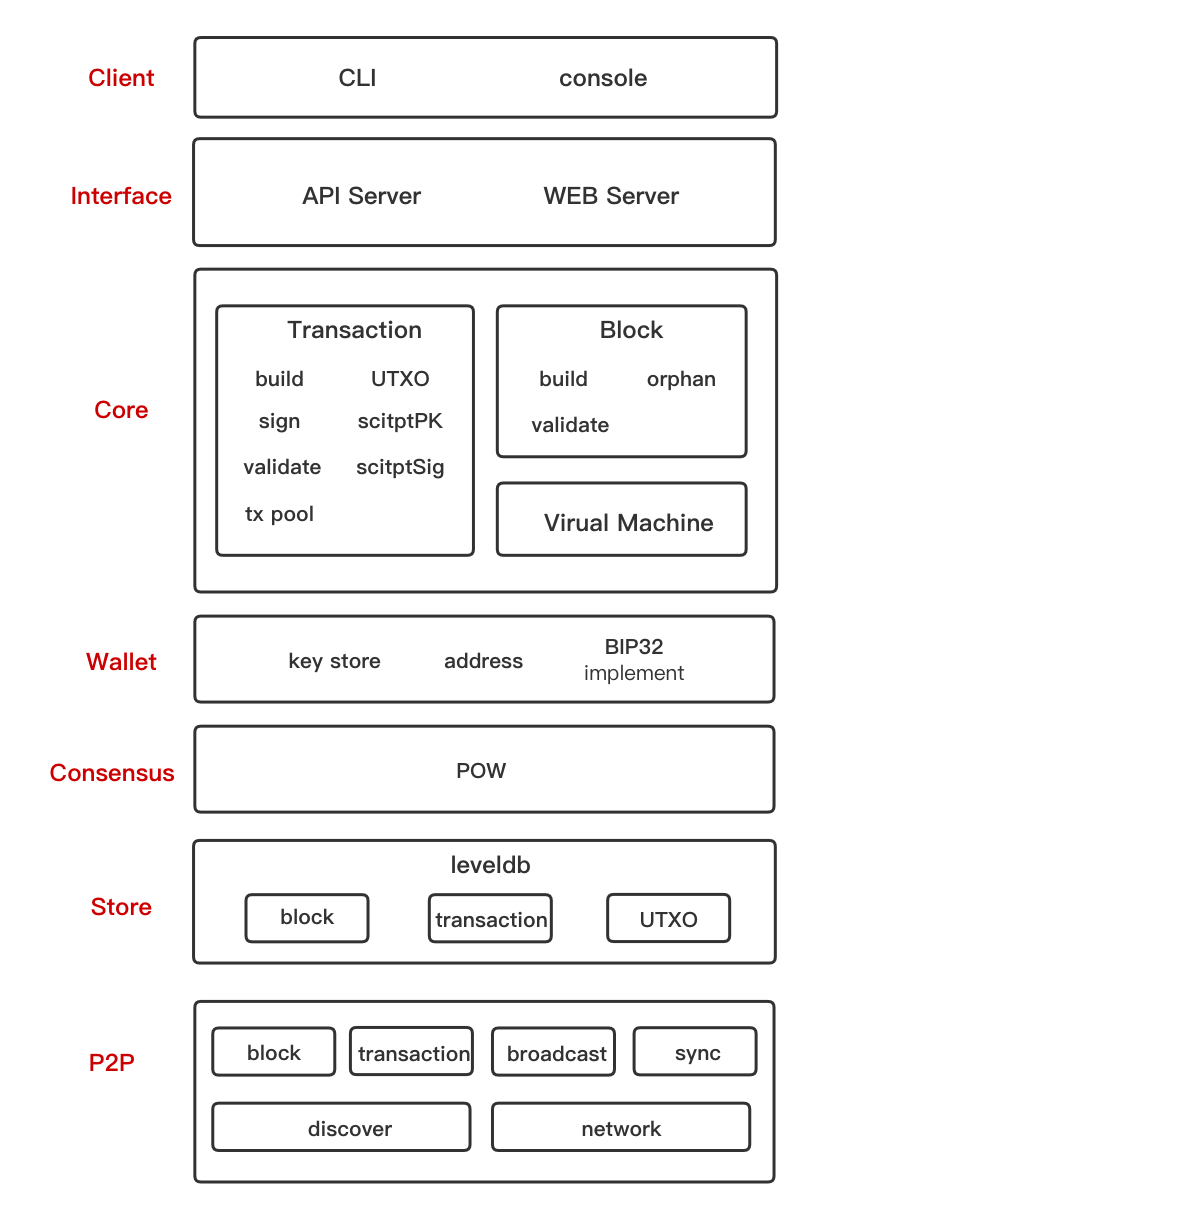 Client
CLI
console
Interface
API Server
WEB Server
Core
Transaction
build
UTXO
sign
scitptPK
validate
scitptSig
tx pool
Block
build
orphan
validate
Virual Machine
Wallet
key store
address
BIP32
implement
Consensus
POW
Store
leveldb
block
transaction
UTXO
P2P
block
transaction
broadcast
sync
discover
network